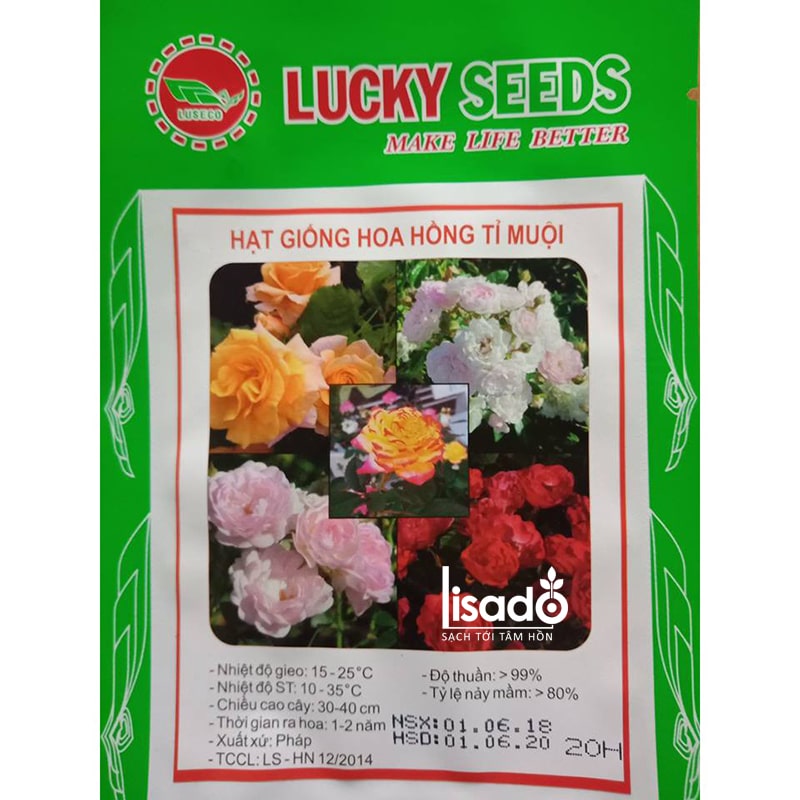 LUSECO
LUCKY SEEDS
MAKE LIFE BETTER
HẠT GIỐNG HOA HỒNG TỈ MUỘI
Lisado
SẠCH TỚI TÂM HỒN
- Nhiệt độ gieo: 15 - 25°C
- Nhiệt độ ST: 10 - 35°C
- Chiều cao cây: 30-40 cm
- Thời gian ra hoa: 1-2 năm
- Xuất xứ: Pháp
- TCCL: LS - HN 12/2014
- Độ thuần: > 99%
- Tỷ lệ nảy mầm: > 80%
NSX:01.06.18
HSD:01.06.20 20H